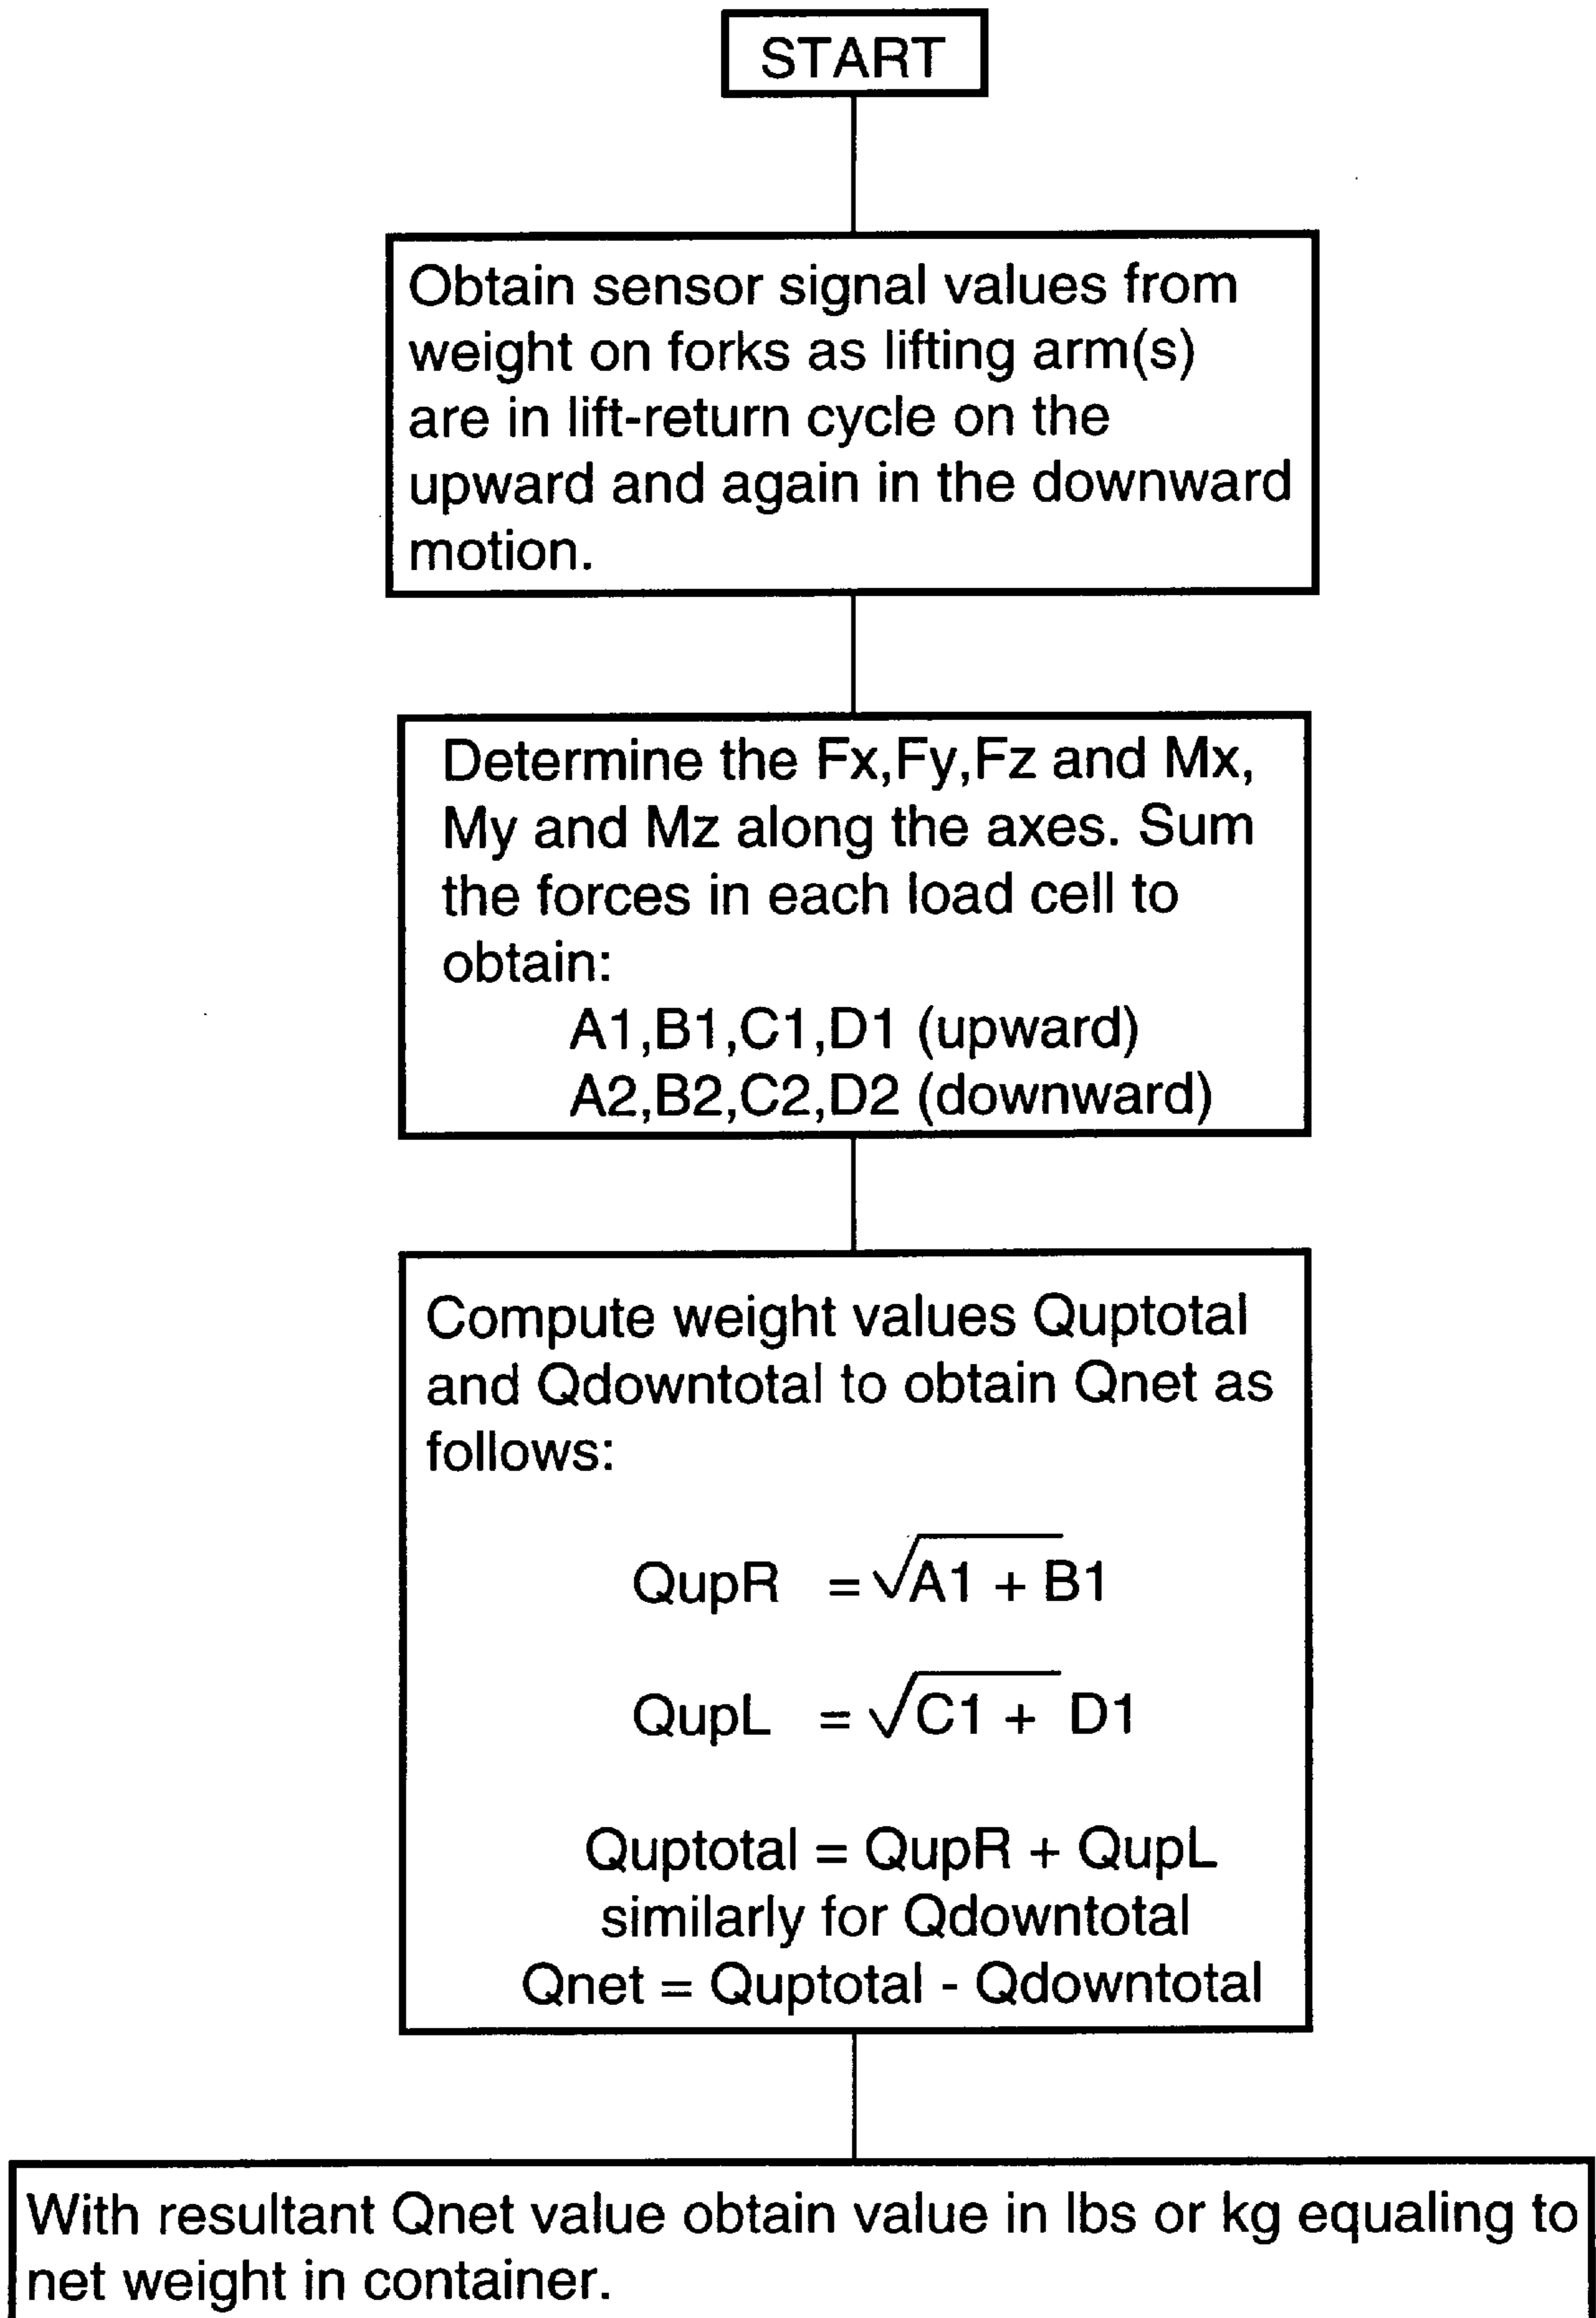 START
Obtain sensor signal values from
weight on forks as lifting arm(s)
are in lift-return cycle on the
upward and again in the downward
motion.
Determine the Fx,Fy,Fz and Mx,
My and Mz along the axes. Sum
the forces in each load cell to
obtain:
A1,B1,C1,D1 (upward)
A2,B2,C2,D2 (downward)
Compute weight values Quptotal
and Qdowntotal to obtain Qnet as
follows:
QupR = √A1 + B1
QupL = √C1 + D1
Quptotal = QupR + QupL
similarly for Qdowntotal
Qnet = Quptotal - Qdowntotal
With resultant Qnet value obtain value in lbs or kg equaling to
net weight in container.